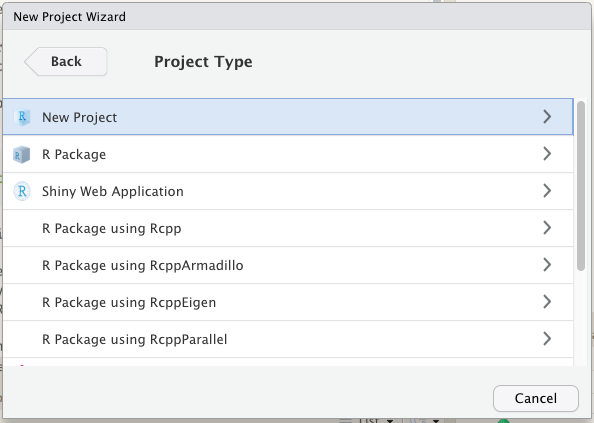 New Project Wizard
Back
Project Type
New Project
R Package
Shiny Web Application
R Package using Rcpp
R Package using RcppArmadillo
R Package using RcppEigen
R Package using RcppParallel
Cancel